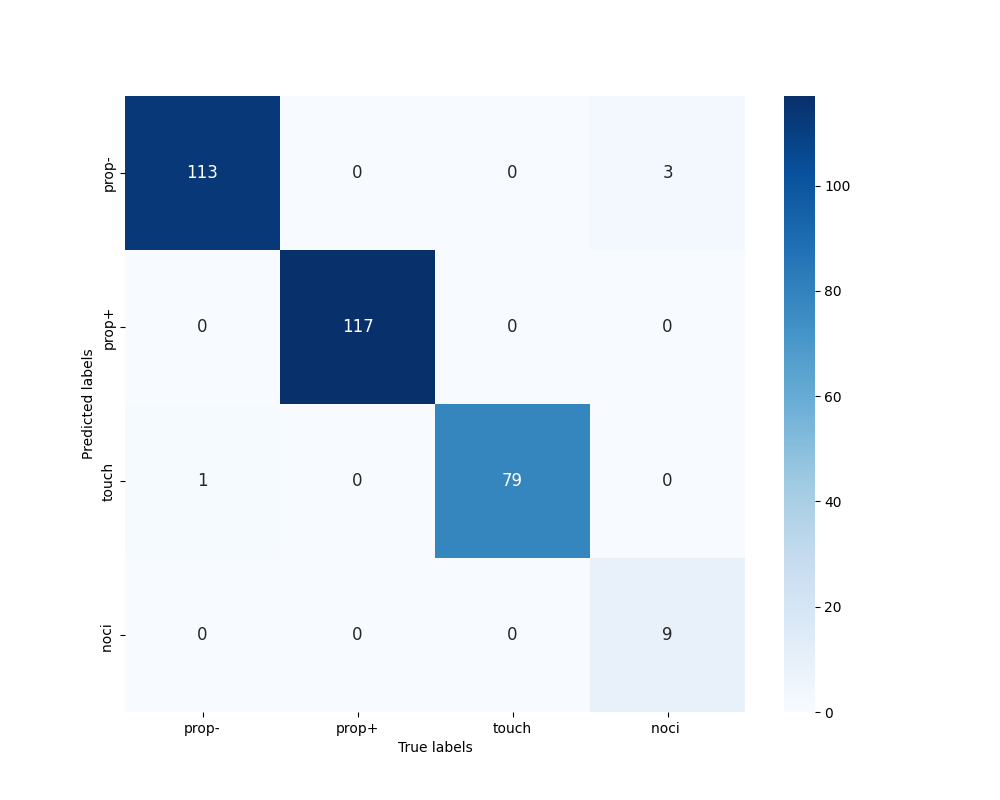 prop-
113 0 0 3
100
prop+
0 117 0 0
80
Predicted labels
60
touch
1 0 79 0
40
noci
0 0 0 9
20
0
prop- prop+ touch noci
True labels